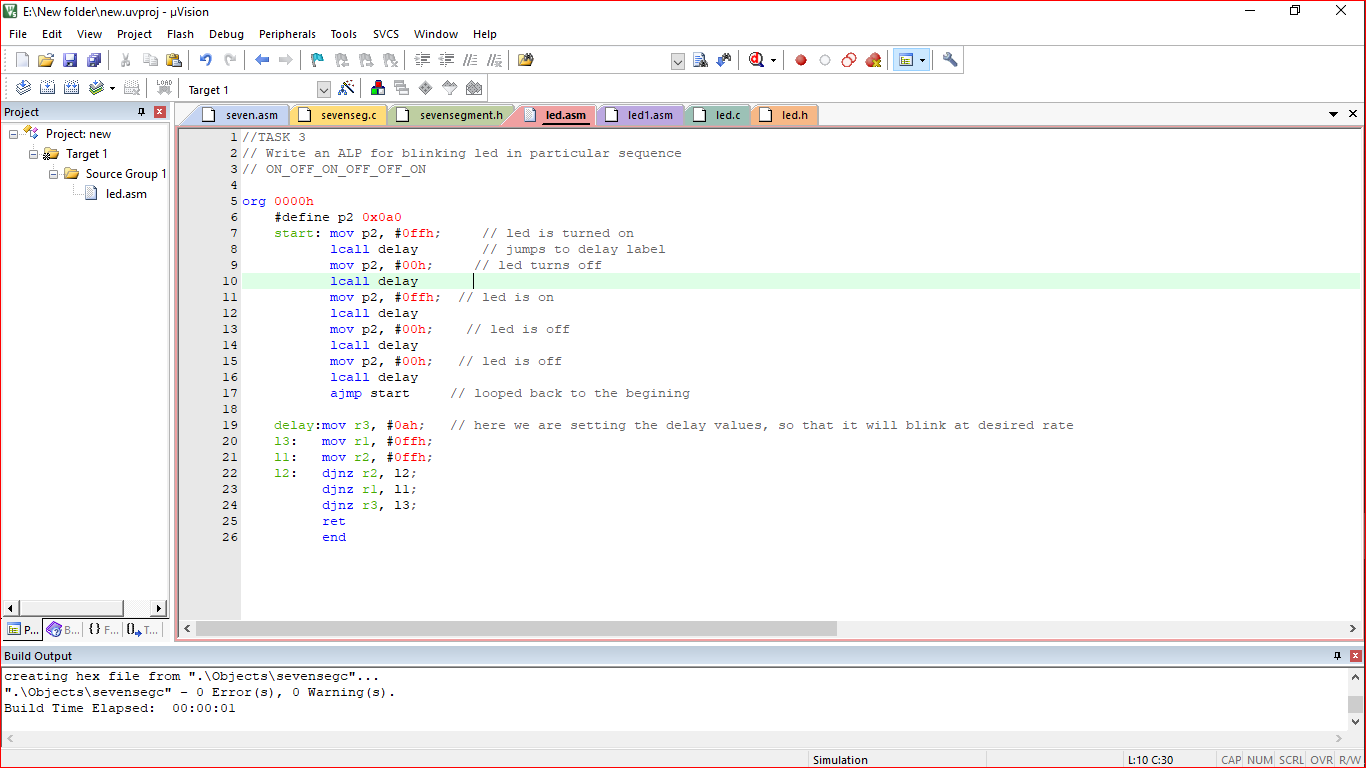 E:\New folder\new.uvproj - µVision
File Edit View Project Flash Debug Peripherals Tools SVCS Window Help
LOAD Target 1
Project
Project: new
Target 1
Source Group 1
led.asm
P... B... {} F... 0 T...
seven.asm sevenseg.c sevensegment.h led.asm led1.asm led.c led.h
1 //TASK 3
2 // Write an ALP for blinking led in particular sequence
3 // ON_OFF_ON_OFF_OFF_ON
4
5 org 0000h
6 #define p2 0x0a0
7 start: mov p2, #0ffh; // led is turned on
8 lcall delay // jumps to delay label
9 mov p2, #00h; // led turns off
10 lcall delay
11 mov p2, #0ffh; // led is on
12 lcall delay
13 mov p2, #00h; // led is off
14 lcall delay
15 mov p2, #00h; // led is off
16 lcall delay
17 ajmp start // looped back to the begining
18
19 delay:mov r3, #0ah; // here we are setting the delay values, so that it will blink at desired rate
20 l3: mov r1, #0ffh;
21 l1: mov r2, #0ffh;
22 l2: djnz r2, l2;
23 djnz r1, l1;
24 djnz r3, l3;
25 ret
26 end
Build Output
creating hex file from ".\Objects\sevensegc"...
".\Objects\sevensegc" - 0 Error(s), 0 Warning(s).
Build Time Elapsed: 00:00:01
Simulation L:10 C:30 CAP NUM SCRL OVR R/W